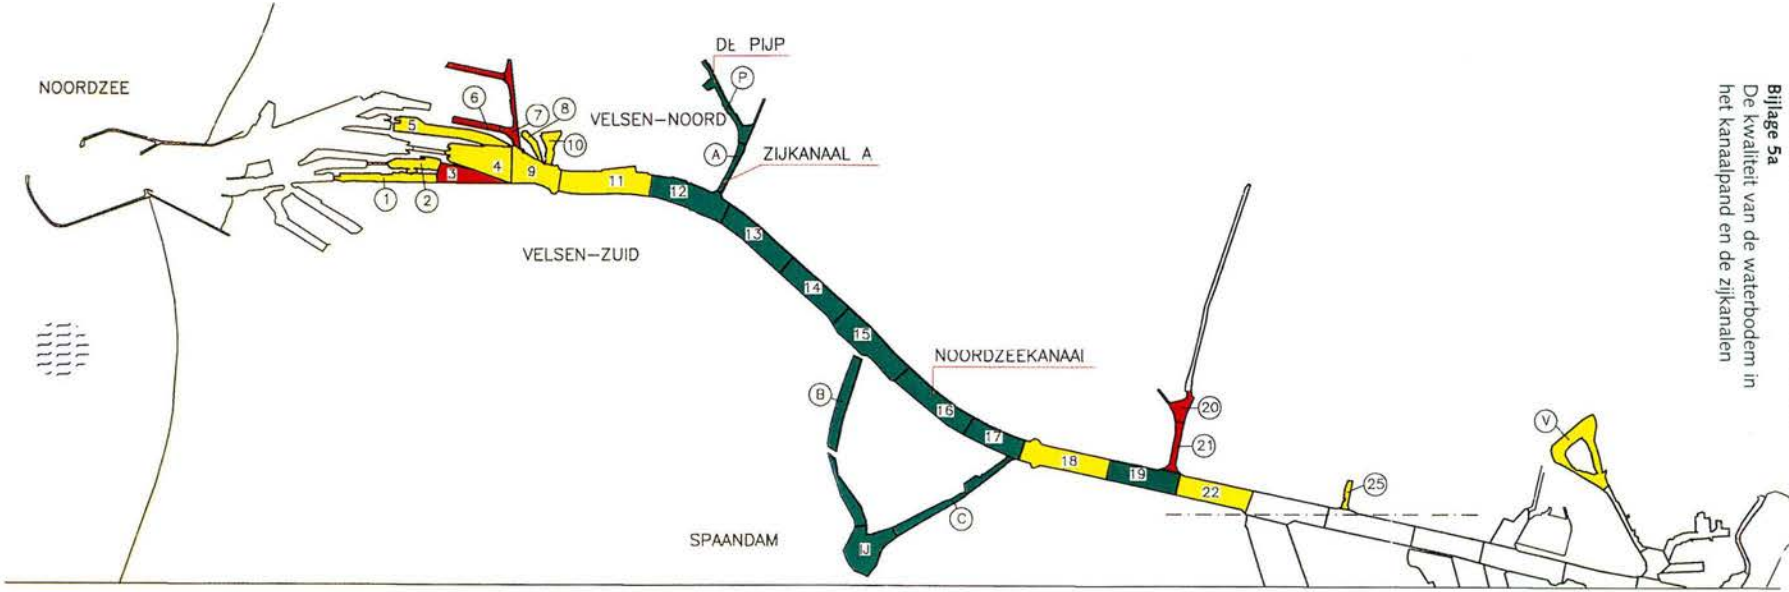 Bijlage 5a
De kwaliteit van de waterbodem in
het kanaalpand en de zijkanalen
DE PIJP
NOORDZEE
P
6
7
8
5
VELSEN-NOORD
10
A
ZIJKANAAL A
4
9
3
11
12
1
2
13
VELSEN-ZUID
14
15
NOORDZEEKANAAL
B
16
20
17
V
21
18
19
22
25
C
SPAANDAM
IJ